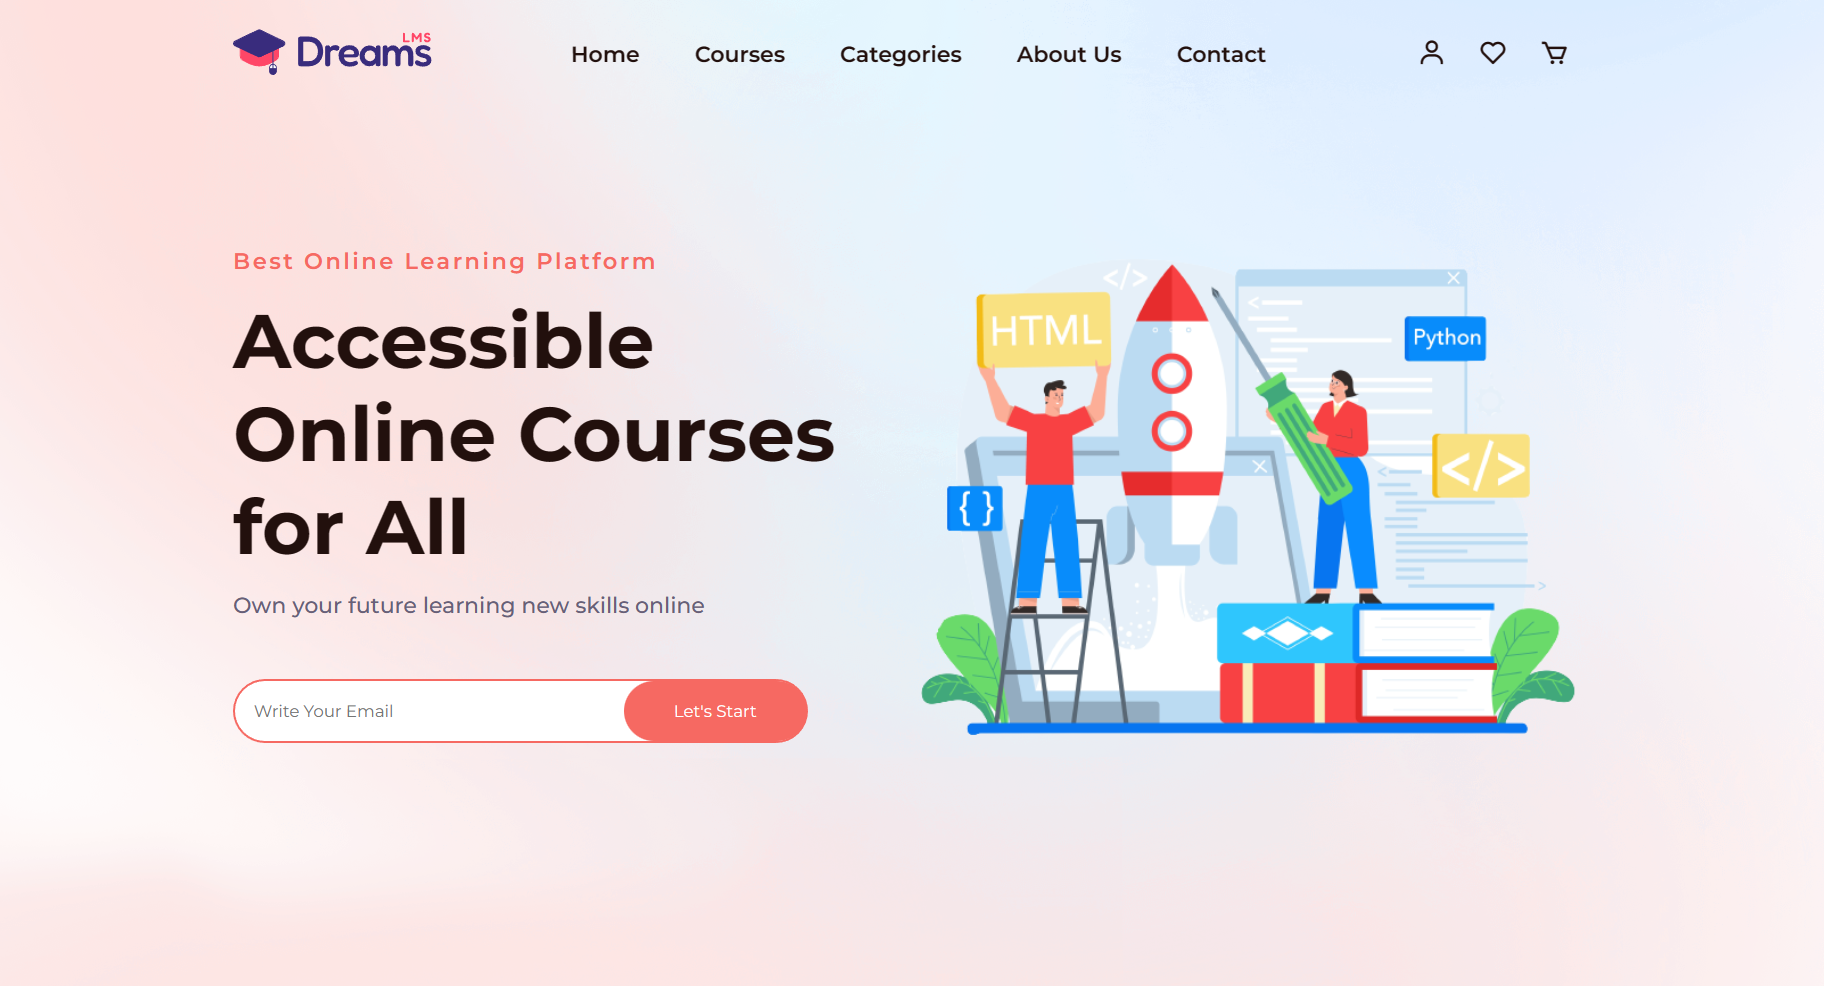 Dreams LMS
Home Courses Categories About Us Contact
Best Online Learning Platform
Accessible
Online Courses
for All
Own your future learning new skills online
Write Your Email
Let's Start
</>
HTML
Python
</>
{ }